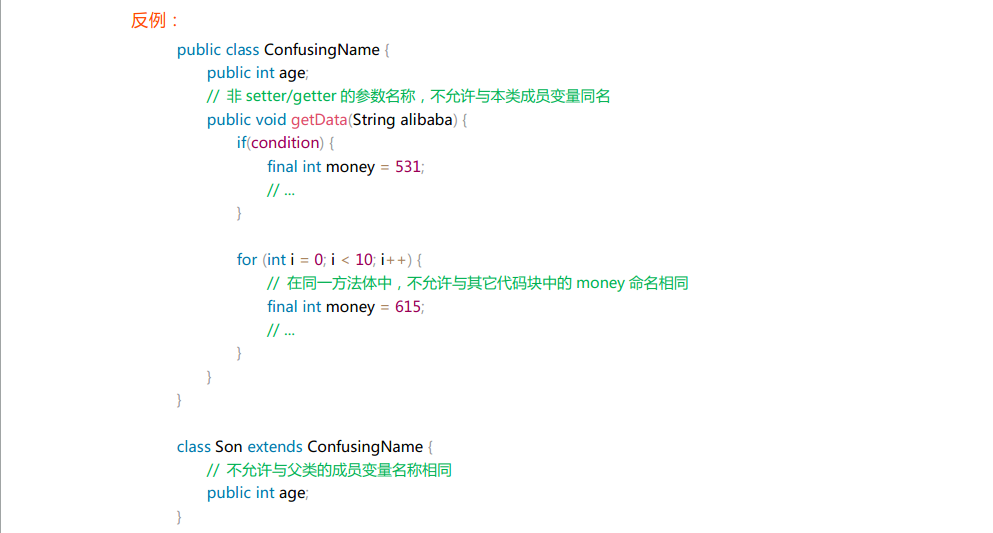 反例：
public class ConfusingName {
public int age;
// 非 setter/getter 的参数名称，不允许与本类成员变量同名
public void getData(String alibaba) {
if(condition) {
final int money = 531;
// ...
}
for (int i = 0; i < 10; i++) {
// 在同一方法体中，不允许与其它代码块中的 money 命名相同
final int money = 615;
// ...
}
}
}
class Son extends ConfusingName {
// 不允许与父类的成员变量名称相同
public int age;
}